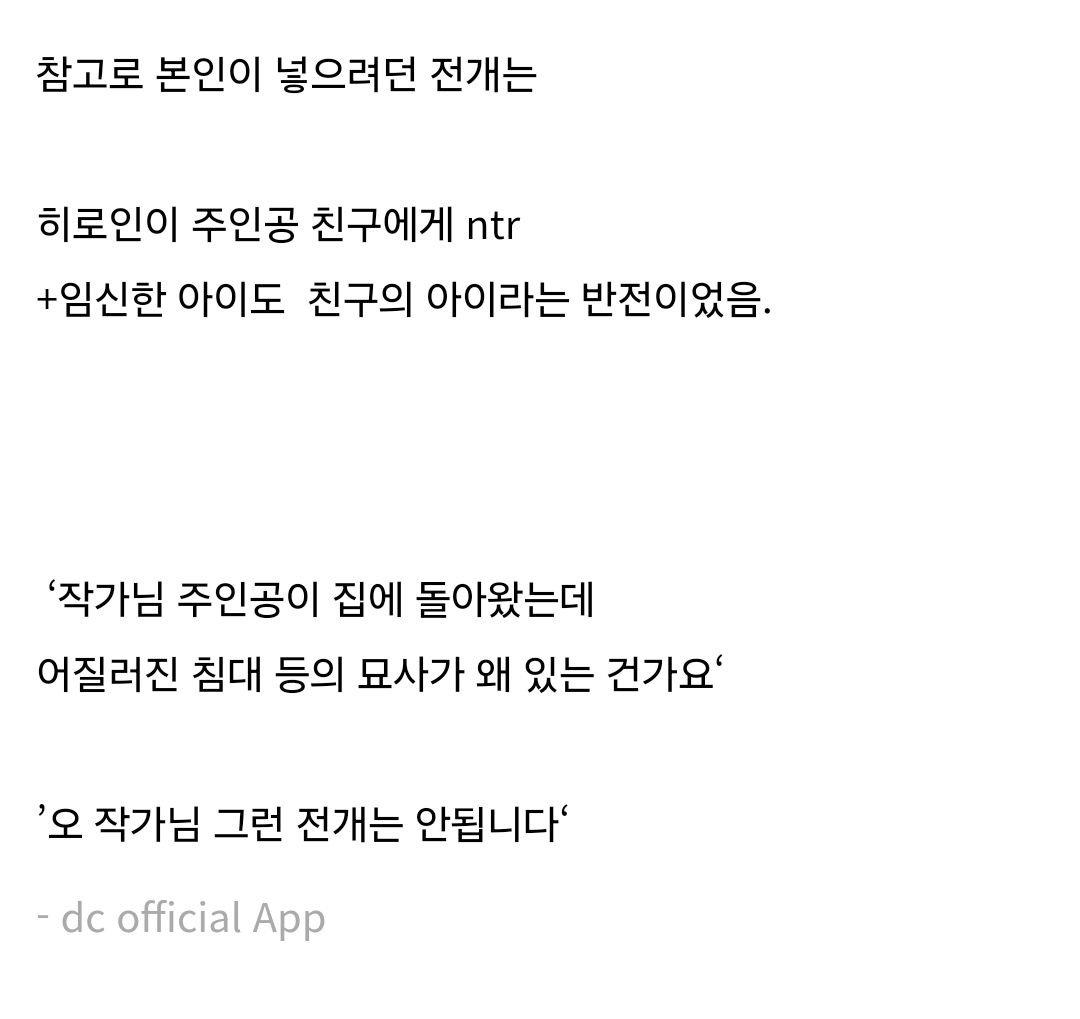 참고로 본인이 넣으려던 전개는
히로인이 주인공 친구에게 ntr
+임신한 아이도  친구의 아이라는 반전이었음.
‘작가님 주인공이 집에 돌아왔는데
어질러진 침대 등의 묘사가 왜 있는 건가요‘
’오 작가님 그런 전개는 안됩니다‘
- dc official App